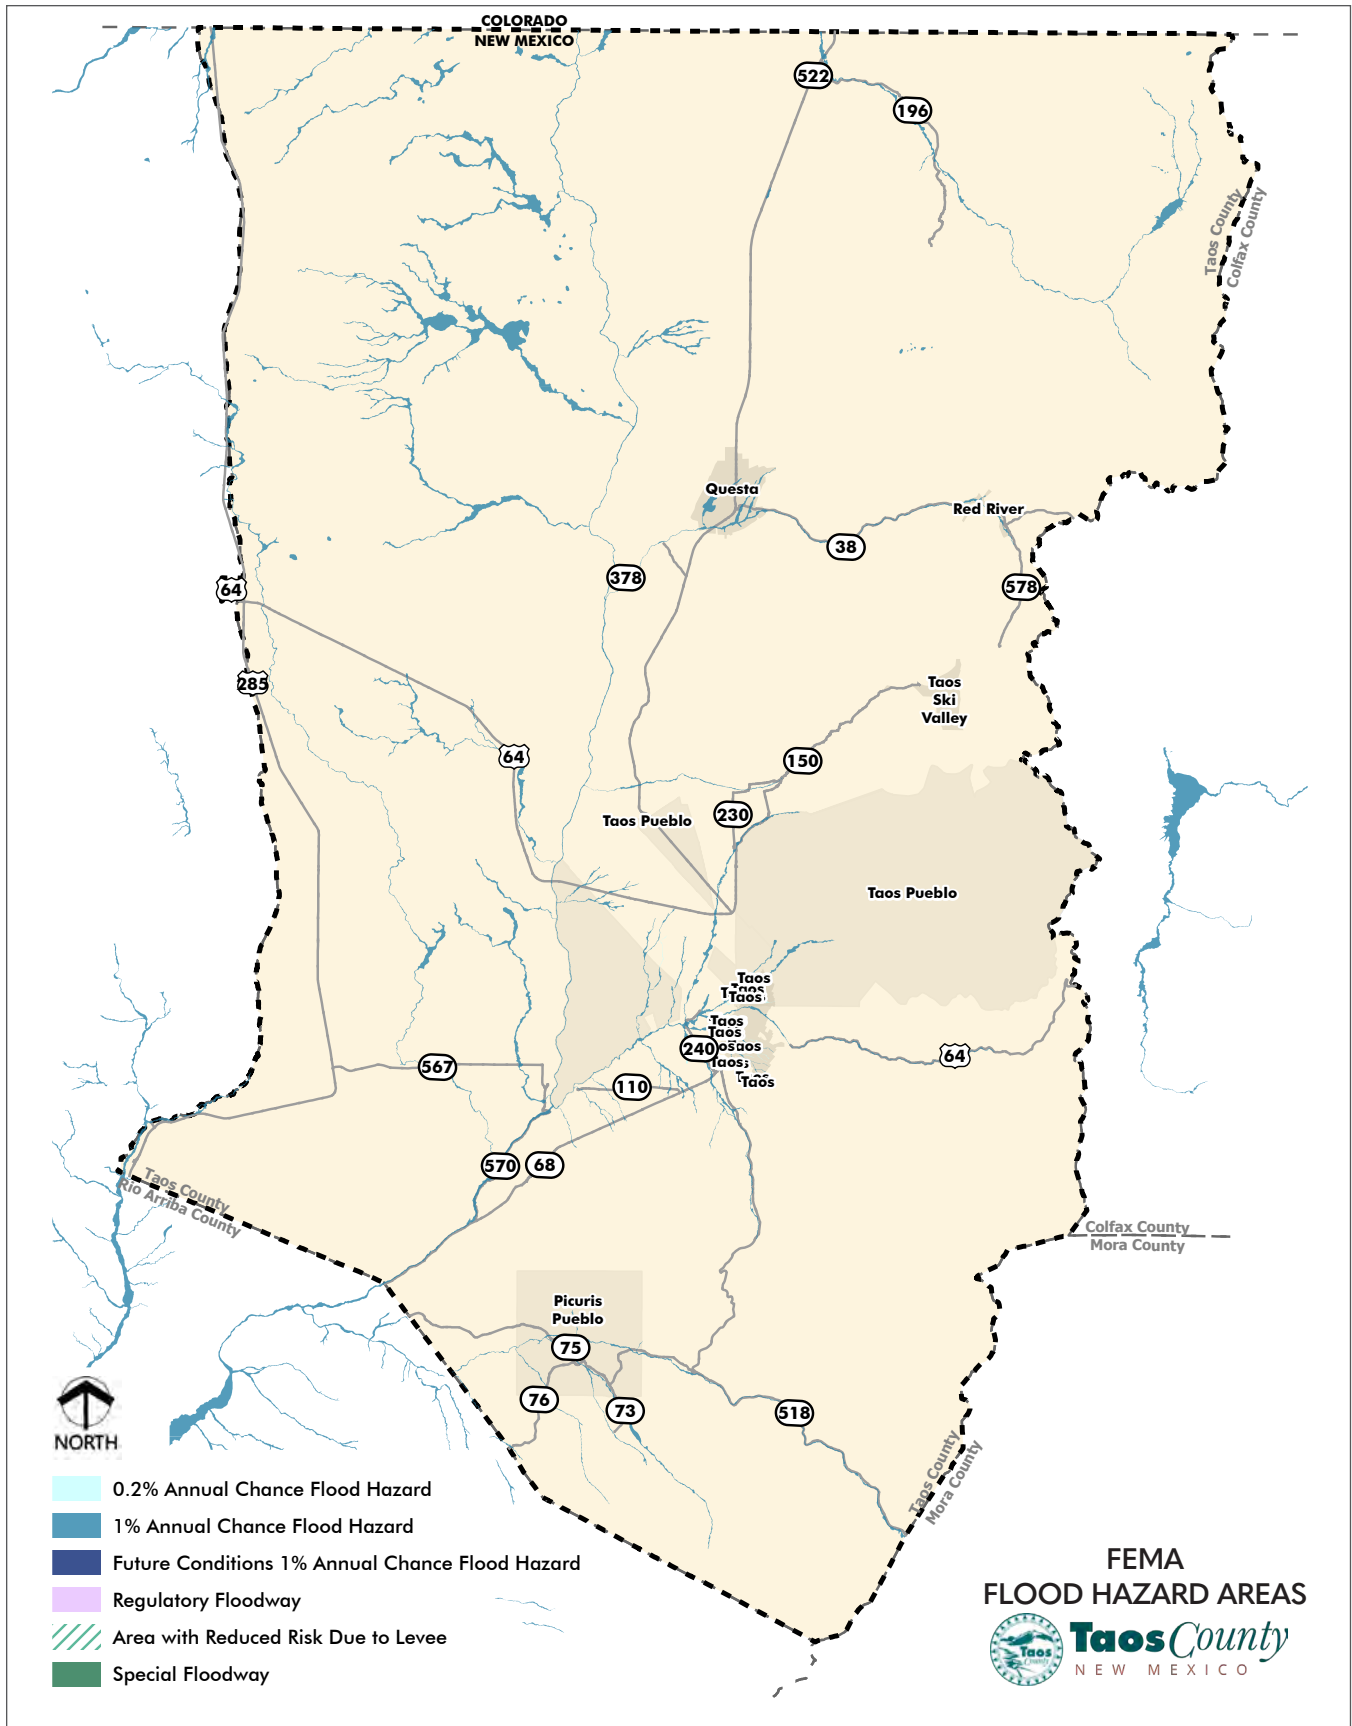 COLORADO
NEW MEXICO
522
196
Taos County
Colfax County
Questa
Red River
38
378
578
64
285
Taos
Ski
Valley
64
150
230
Taos Pueblo
Taos Pueblo
Taos
Taos
Taos
Taos
Taos
240
Taos
Taos
Taos
64
567
110
570
68
Taos County
Rio Arriba County
Colfax County
Mora County
Picuris
Pueblo
75
76
73
518
Taos County
Mora County
NORTH
0.2% Annual Chance Flood Hazard
1% Annual Chance Flood Hazard
Future Conditions 1% Annual Chance Flood Hazard
Regulatory Floodway
Area with Reduced Risk Due to Levee
Special Floodway
FEMA
FLOOD HAZARD AREAS
Taos
County
Taos County
NEW MEXICO